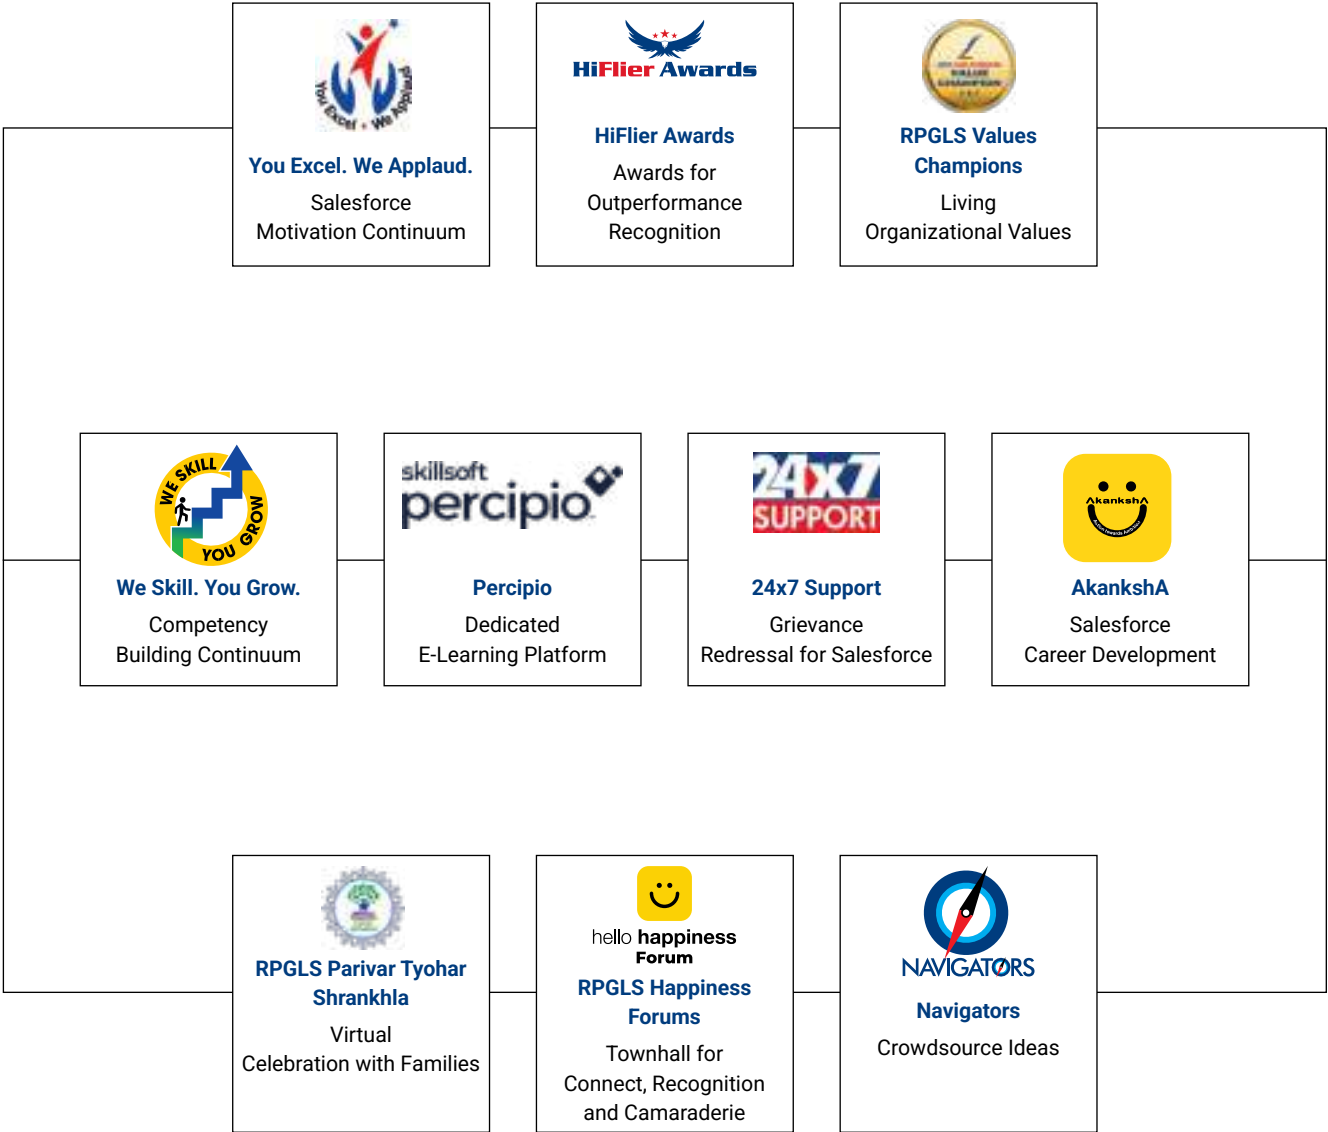 You Excel • We Applaud
You Excel. We Applaud.
Salesforce
Motivation Continuum
HiFlier Awards
HiFlier Awards
Awards for
Outperformance
Recognition
VALUE
CHAMPION
RPGLS Values
Champions
Living
Organizational Values
WE SKILL
YOU GROW
We Skill. You Grow.
Competency
Building Continuum
skillsoft
percipio
Percipio
Dedicated
E-Learning Platform
24x7
SUPPORT
24x7 Support
Grievance
Redressal for Salesforce
ΛkankshΛ
AkankshA
Salesforce
Career Development
RPGLS Parivar Tyohar
Shrankhla
Virtual
Celebration with Families
hello happiness
Forum
RPGLS Happiness
Forums
Townhall for
Connect, Recognition
and Camaraderie
NAVIGATORS
Navigators
Crowdsource Ideas